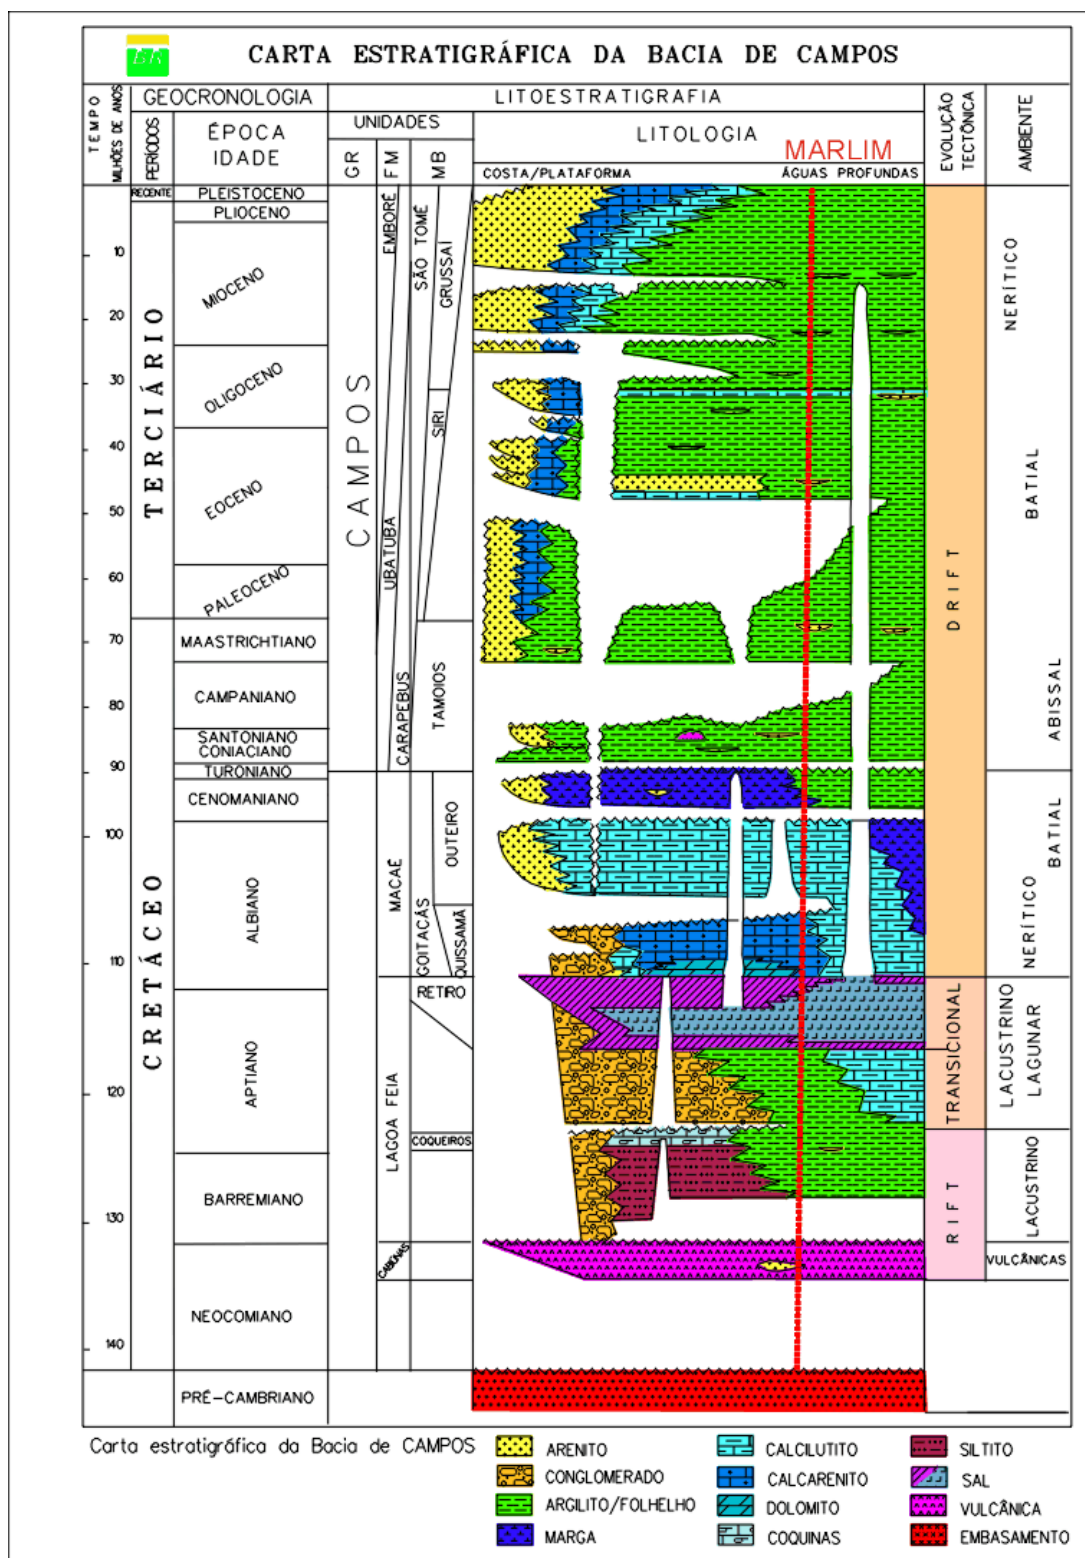 BR
CARTA ESTRATIGRÁFICA DA BACIA DE CAMPOS
TEMPO
MILHÕES DE ANOS
GEOCRONOLOGIA
LITOESTRATIGRAFIA
EVOLUÇÃO
TECTÔNICA
AMBIENTE
PERÍODOS
ÉPOCA
IDADE
UNIDADES
GR
FM
MB
LITOLOGIA
MARLIM
COSTA/PLATAFORMA
ÁGUAS PROFUNDAS
RECENTE
PLEISTOCENO
PLIOCENO
MIOCENO
OLIGOCENO
EOCENO
PALEOCENO
MAASTRICHTIANO
CAMPANIANO
SANTONIANO
CONIACIANO
TURONIANO
CENOMANIANO
ALBIANO
APTIANO
BARREMIANO
NEOCOMIANO
PRÉ-CAMBRIANO
TERCIÁRIO
CRETÁCEO
10
20
30
40
50
60
70
80
90
100
110
120
130
140
CAMPOS
EMBORÉ
UBATUBA
CARAPEBUS
MACAÉ
LAGOA FEIA
CABIÚNAS
SÃO TOMÉ
GRUSSAÍ
SIRI
TAMOIOS
OUTEIRO
GOITACÁS
QUISSAMÃ
RETIRO
COQUEIROS
DRIFT
TRANSICIONAL
RIFT
NERÍTICO
BATIAL
ABISSAL
BATIAL
NERÍTICO
LACUSTRINO
LAGUNAR
LACUSTRINO
VULCÂNICAS
Carta estratigráfica da Bacia de CAMPOS
ARENITO
CONGLOMERADO
ARGILITO/FOLHELHO
MARGA
CALCILUTITO
CALCARENITO
DOLOMITO
COQUINAS
SILTITO
SAL
VULCÂNICA
EMBASAMENTO